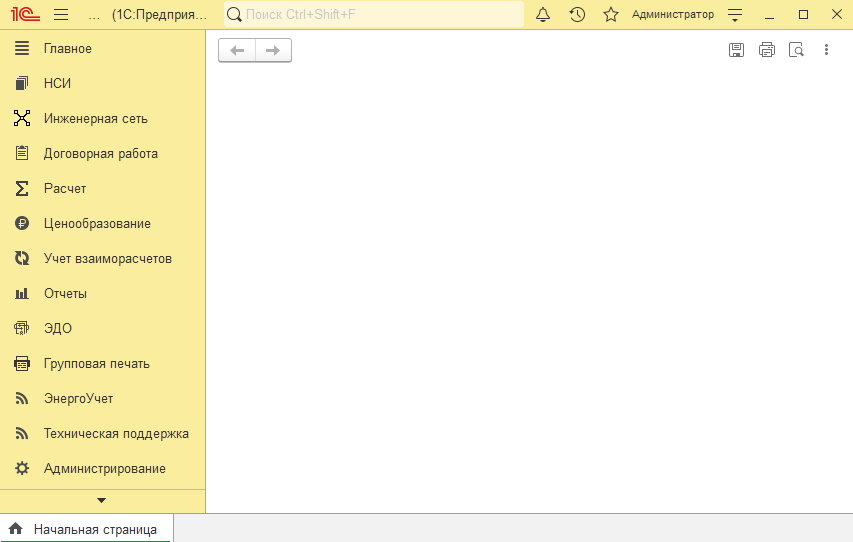 1С ... (1С:Предприя... Поиск Ctrl+Shift+F Администратор
Главное
НСИ
Инженерная сеть
Договорная работа
Расчет
Ценообразование
Учет взаиморасчетов
Отчеты
ЭДО
Групповая печать
ЭнергоУчет
Техническая поддержка
Администрирование
Начальная страница